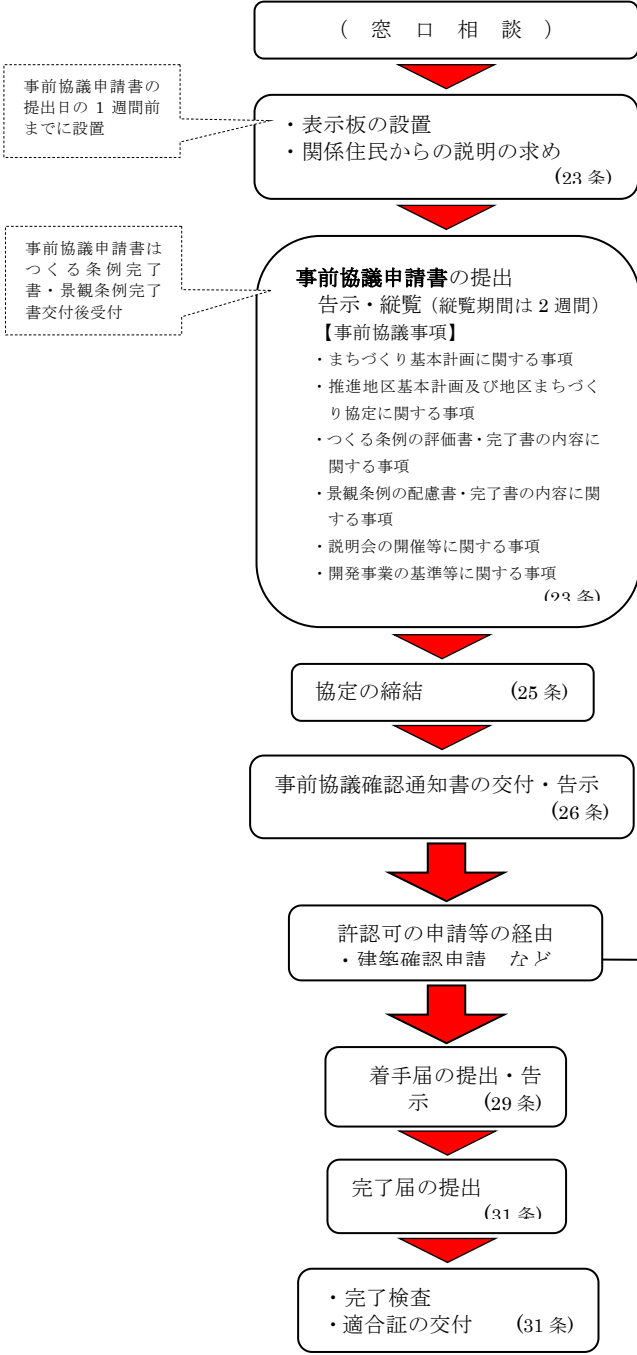 ( 窓 口 相 談 )
事前協議申請書の
提出日の 1 週間前
までに設置
・表示板の設置
・関係住民からの説明の求め
(23 条)
事前協議申請書は
つくる条例完了
書・景観条例完了
書交付後受付
事前協議申請書の提出
告示・縦覧（縦覧期間は 2 週間）
【事前協議事項】
・まちづくり基本計画に関する事項
・推進地区基本計画及び地区まちづく
り協定に関する事項
・つくる条例の評価書・完了書の内容に
関する事項
・景観条例の配慮書・完了書の内容に関
する事項
・説明会の開催等に関する事項
・開発事業の基準等に関する事項
(23 条)
協定の締結 (25 条)
事前協議確認通知書の交付・告示
(26 条)
許認可の申請等の経由
・建築確認申請 など
着手届の提出・告
示 (29 条)
完了届の提出
(31 条)
・完了検査
・適合証の交付 (31 条)